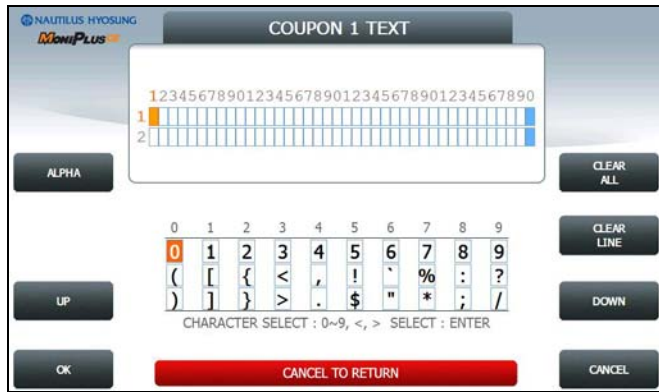 NAUTILUS HYOSUNG
MoniPlus CE
COUPON 1 TEXT
1234567890123456789012345678901234567890
1
2
ALPHA
CLEAR ALL
0 1 2 3 4 5 6 7 8 9
0 1 2 3 4 5 6 7 8 9
( [ { < , ! ` % : ?
) ] } > . $ " * ; /
CLEAR LINE
UP
DOWN
CHARACTER SELECT : 0~9, <, > SELECT : ENTER
OK
CANCEL TO RETURN
CANCEL